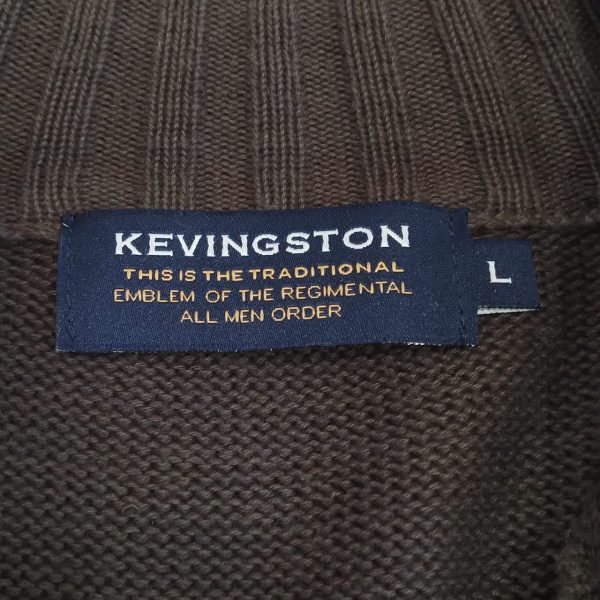 KEVINGSTON
THIS IS THE TRADITIONAL
EMBLEM OF THE REGIMENTAL
ALL MEN ORDER
L